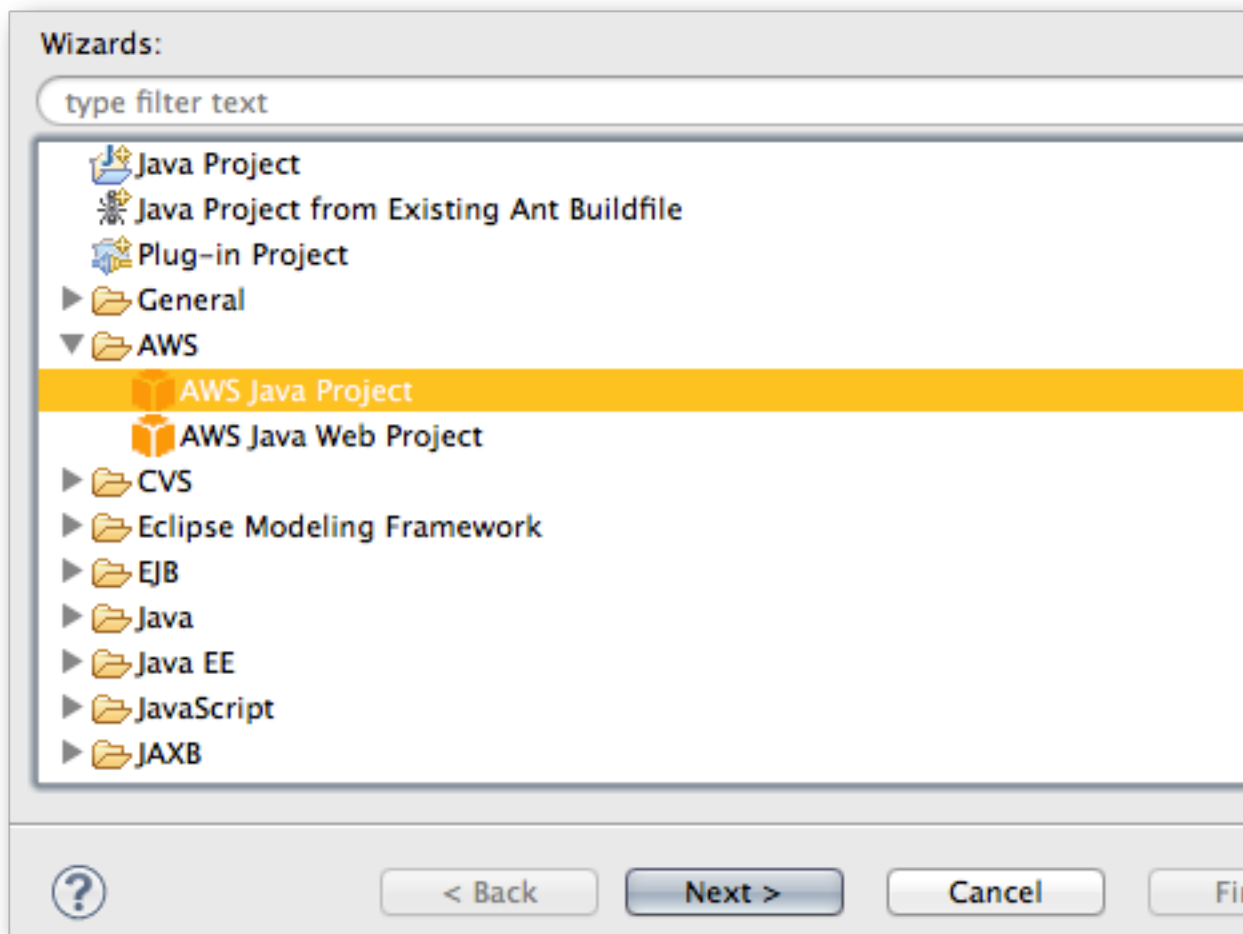 Wizards:
type filter text
Java Project
Java Project from Existing Ant Buildfile
Plug-in Project
General
AWS
AWS Java Project
AWS Java Web Project
CVS
Eclipse Modeling Framework
EJB
Java
Java EE
JavaScript
JAXB
? < Back Next > Cancel